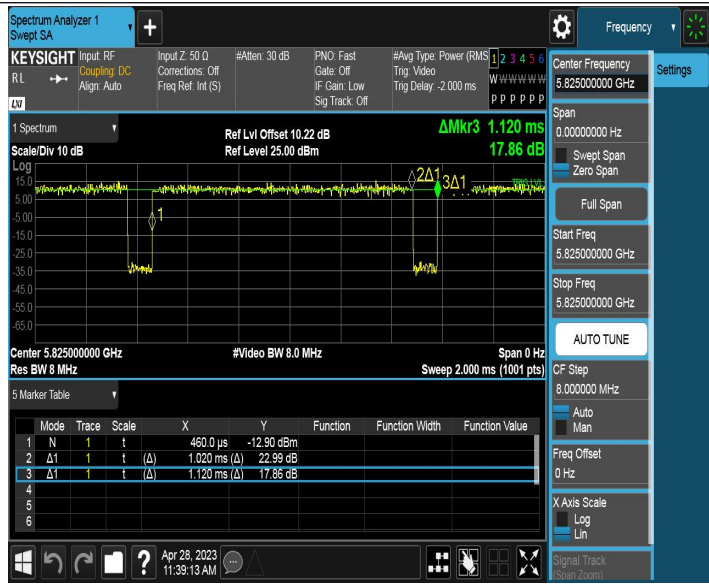 Spectrum Analyzer 1
Swept SA
+
Frequency
KEYSIGHT
RL
LXI
Input: RF
Coupling: DC
Align: Auto
Input Z: 50 Ω
Corrections: Off
Freq Ref: Int (S)
#Atten: 30 dB
PNO: Fast
Gate: Off
IF Gain: Low
Sig Track: Off
#Avg Type: Power (RMS
Trig: Video
Trig Delay: -2.000 ms
1 2 3 4 5 6
W W W W W W
P P P P P P
Center Frequency
5.825000000 GHz
Settings
Span
0.00000000 Hz
Swept Span
Zero Span
Full Span
Start Freq
5.825000000 GHz
Stop Freq
5.825000000 GHz
AUTO TUNE
CF Step
8.000000 MHz
Auto
Man
Freq Offset
0 Hz
X Axis Scale
Log
Lin
Signal Track
(Span Zoom)
1 Spectrum
Scale/Div 10 dB
Ref Lvl Offset 10.22 dB
Ref Level 25.00 dBm
ΔMkr3 1.120 ms
17.86 dB
Log
15.0
5.00
-5.00
-15.0
-25.0
-35.0
-45.0
-55.0
-65.0
1
2Δ1
3Δ1
TRIG LVL
Center 5.825000000 GHz
Res BW 8 MHz
#Video BW 8.0 MHz
Span 0 Hz
Sweep 2.000 ms (1001 pts)
5 Marker Table
Mode Trace Scale X Y Function Function Width Function Value
1 N 1 t 460.0 µs -12.90 dBm
2 Δ1 1 t (Δ) 1.020 ms (Δ) 22.99 dB
3 Δ1 1 t (Δ) 1.120 ms (Δ) 17.86 dB
4
5
6
?
Apr 28, 2023
11:39:13 AM